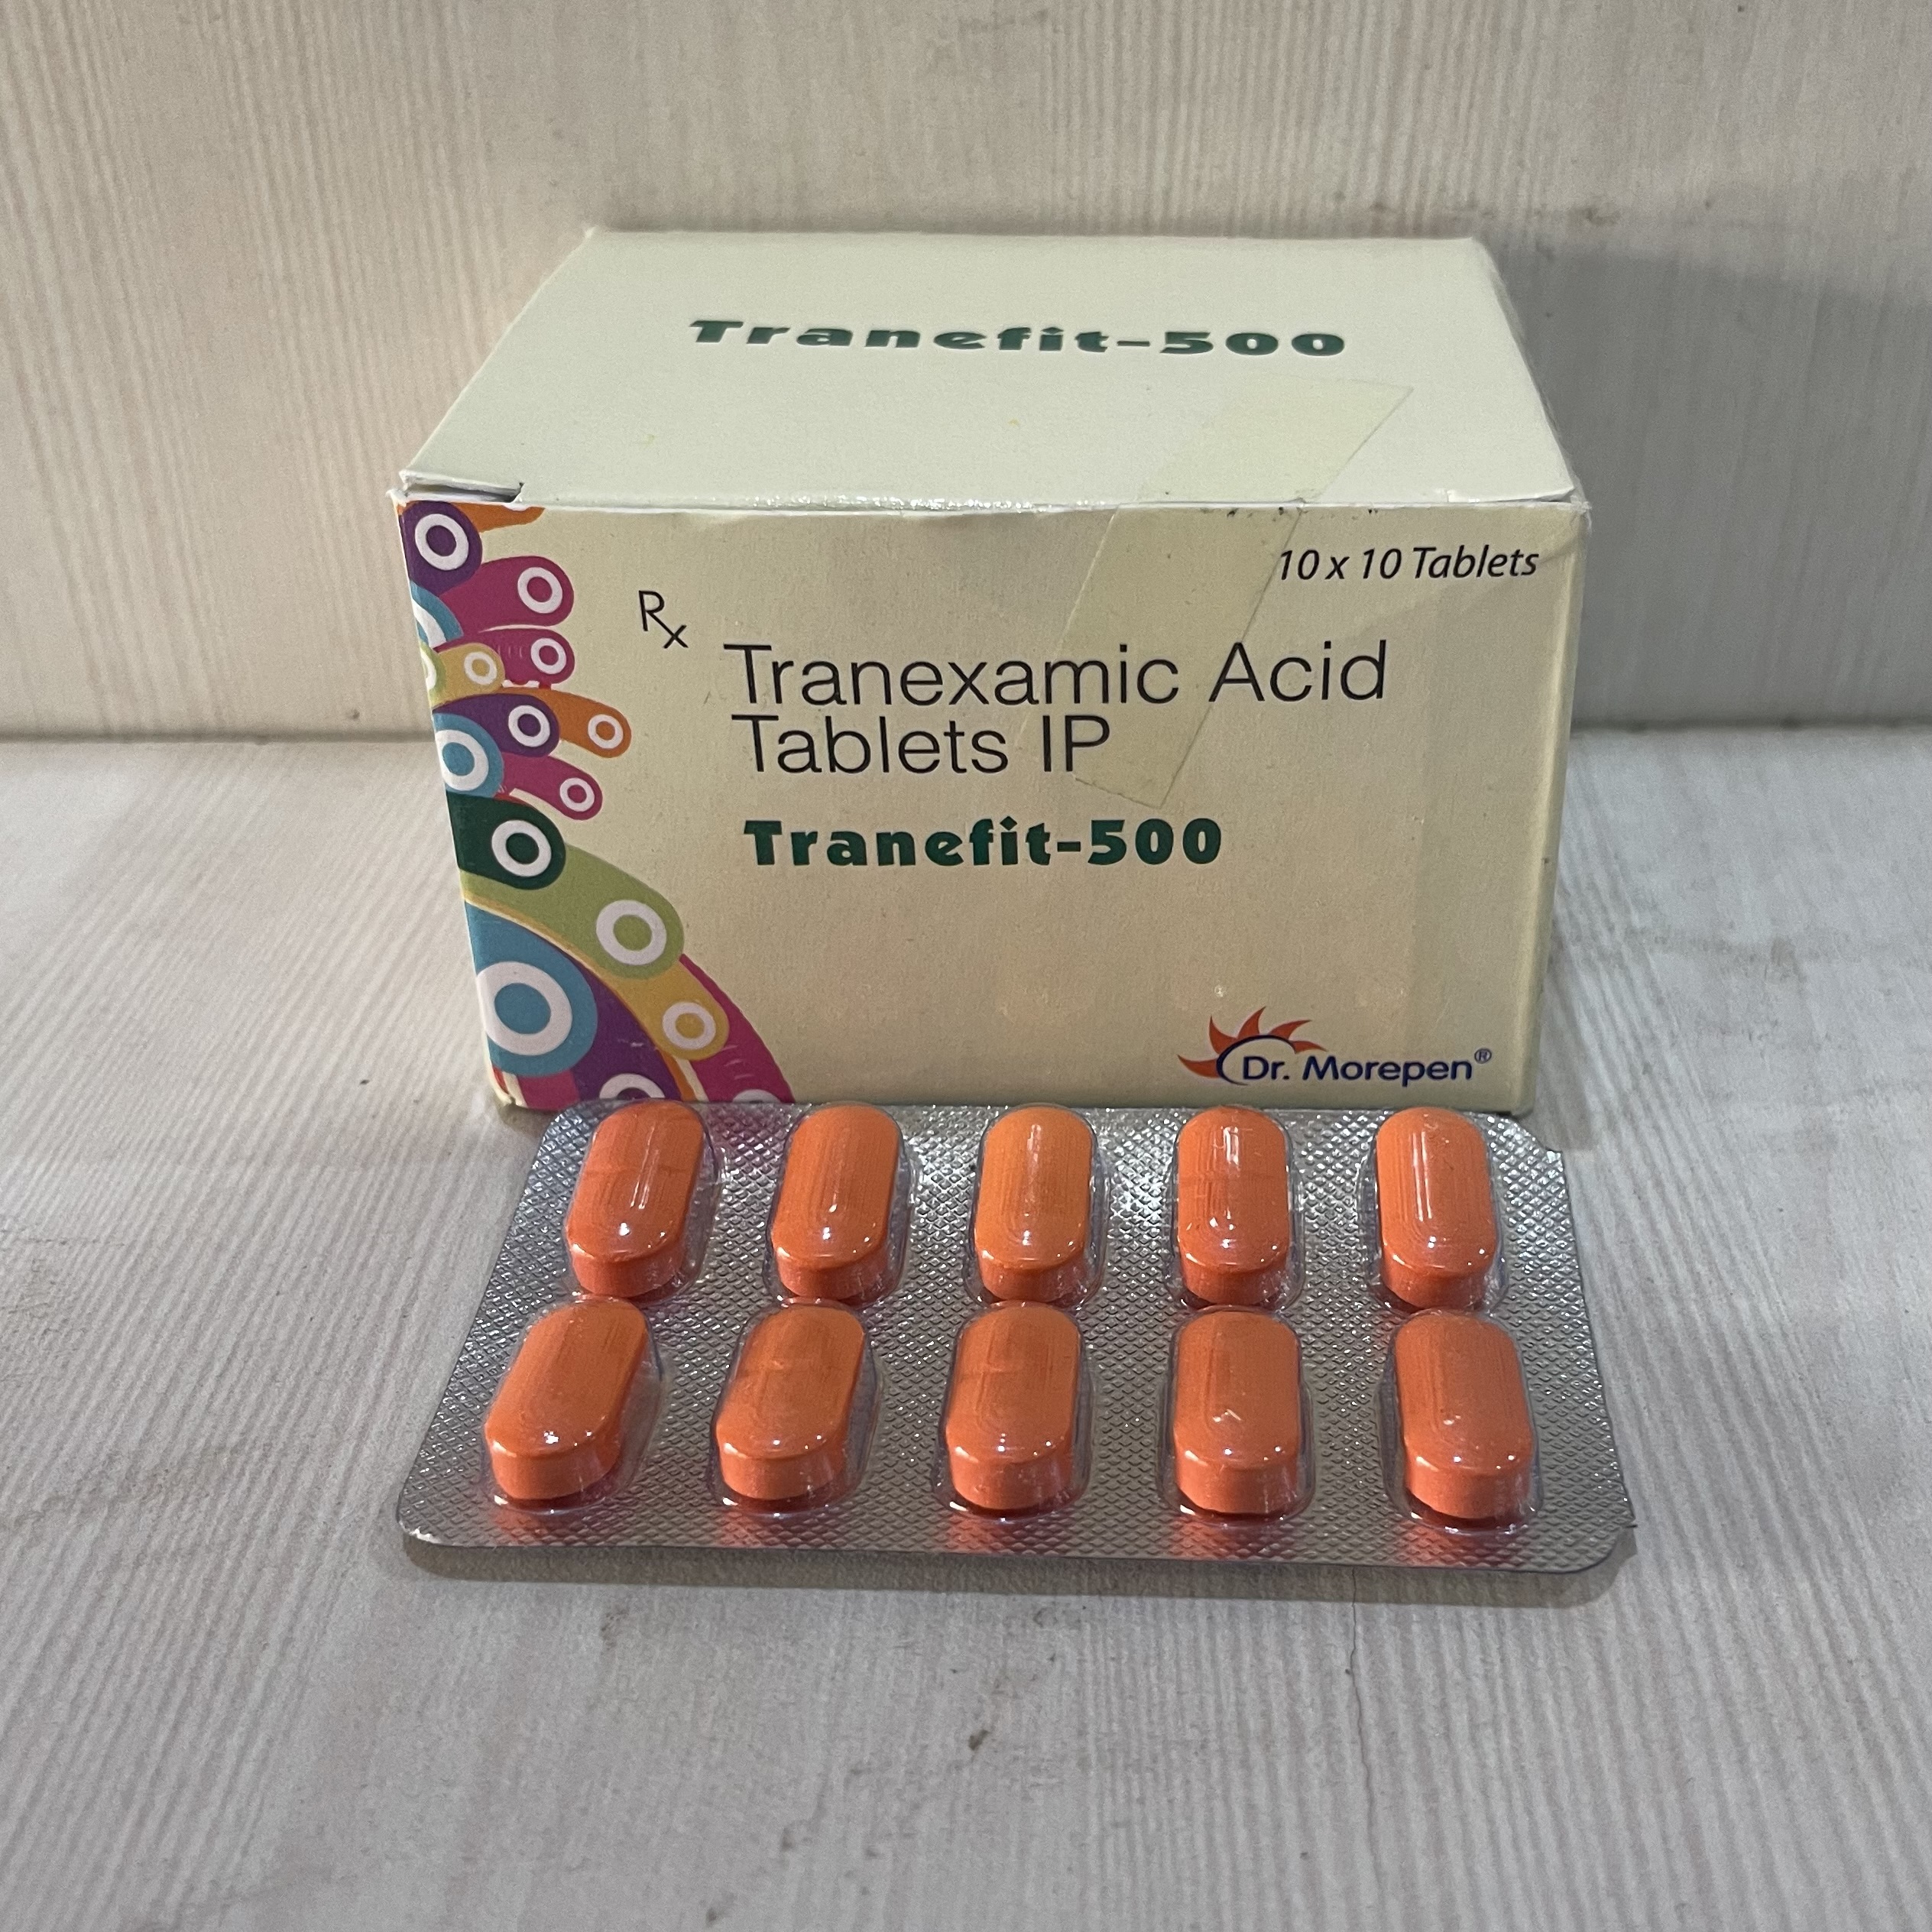 Tranefit-500
10 x 10 Tablets
Rx
Tranexamic Acid
Tablets IP
Tranefit-500
Dr. Morepen®